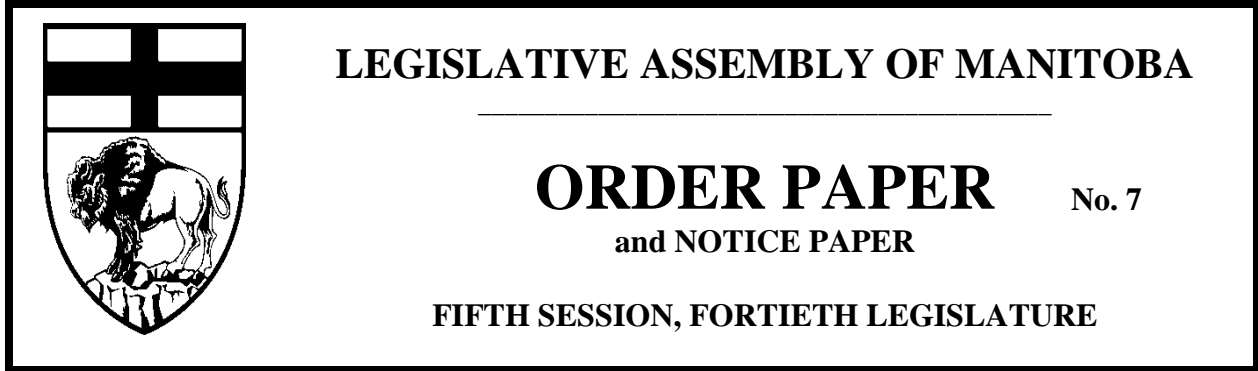 LEGISLATIVE ASSEMBLY OF MANITOBA
ORDER PAPER No. 7
and NOTICE PAPER
FIFTH SESSION, FORTIETH LEGISLATURE